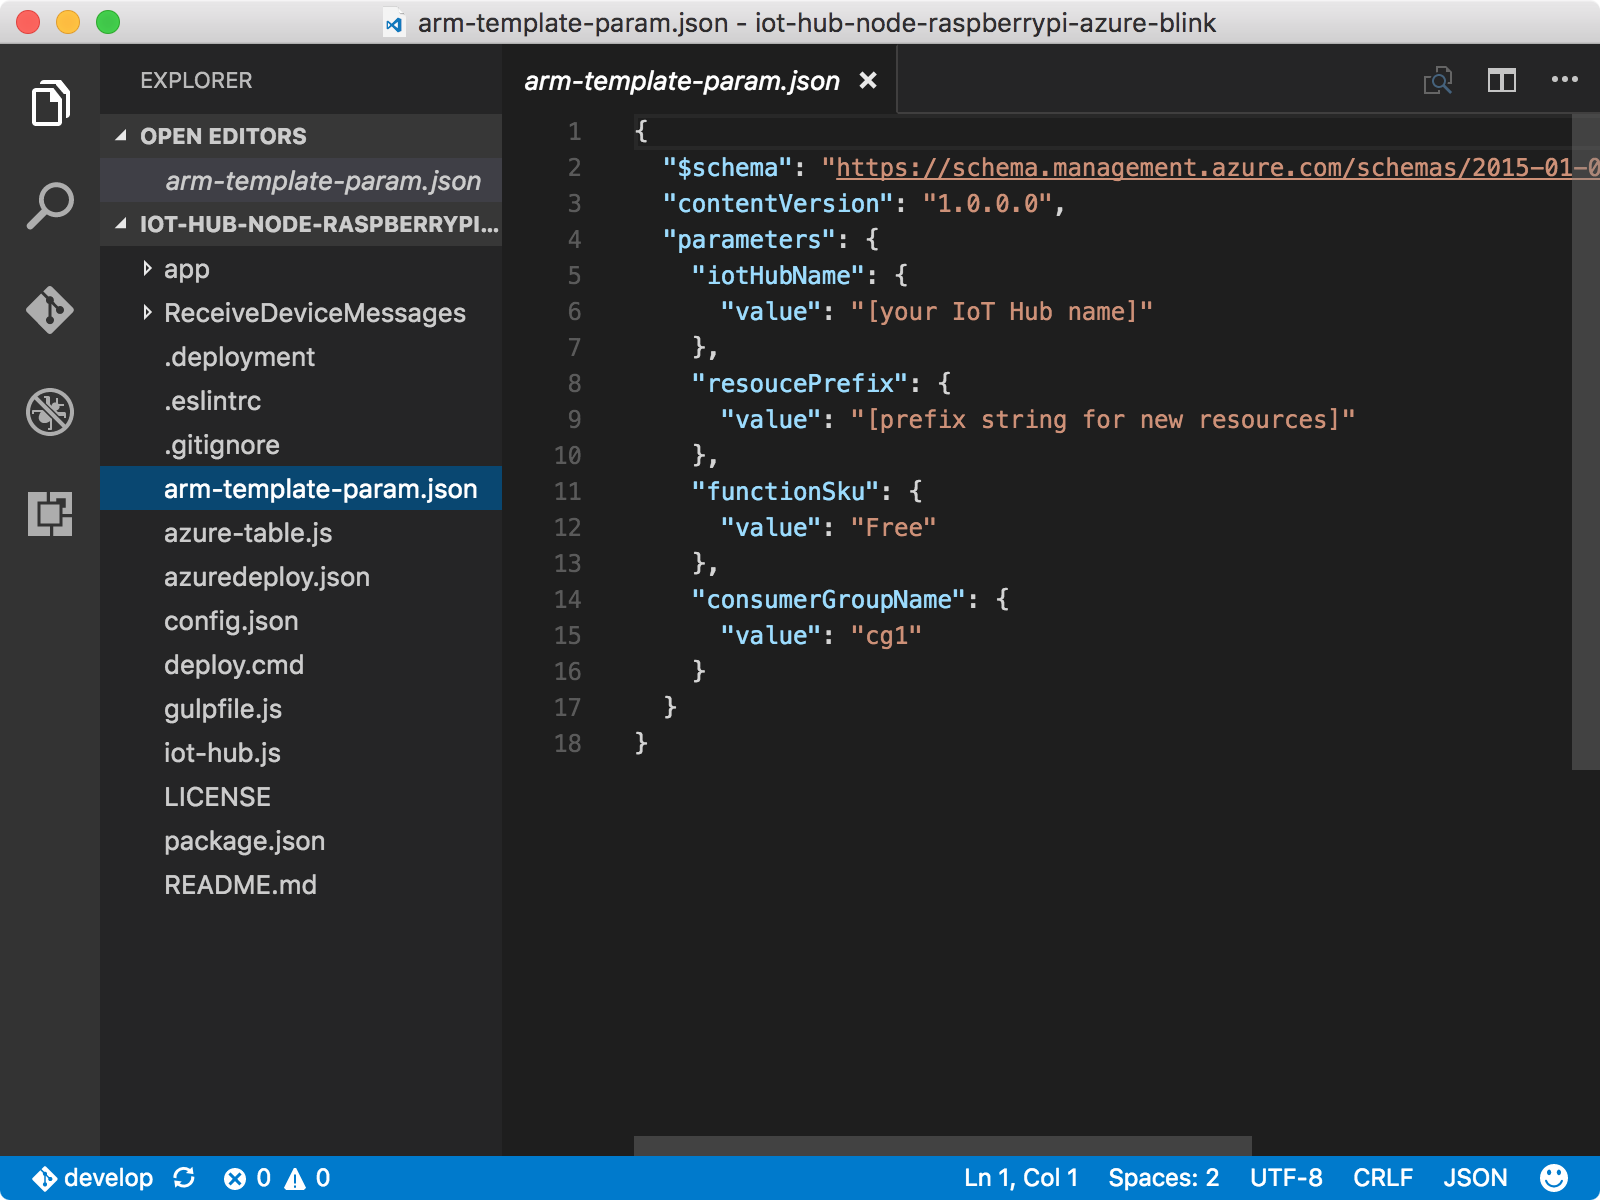 arm-template-param.json - iot-hub-node-raspberrypi-azure-blink
EXPLORER
OPEN EDITORS
arm-template-param.json
IOT-HUB-NODE-RASPBERRYPI...
app
ReceiveDeviceMessages
.deployment
.eslintrc
.gitignore
arm-template-param.json
azure-table.js
azuredeploy.json
config.json
deploy.cmd
gulpfile.js
iot-hub.js
LICENSE
package.json
README.md
arm-template-param.json
1 {
2 "$schema": "https://schema.management.azure.com/schemas/2015-01-0
3 "contentVersion": "1.0.0.0",
4 "parameters": {
5 "iotHubName": {
6 "value": "[your IoT Hub name]"
7 },
8 "resoucePrefix": {
9 "value": "[prefix string for new resources]"
10 },
11 "functionSku": {
12 "value": "Free"
13 },
14 "consumerGroupName": {
15 "value": "cg1"
16 }
17 }
18 }
develop 0 0 Ln 1, Col 1 Spaces: 2 UTF-8 CRLF JSON